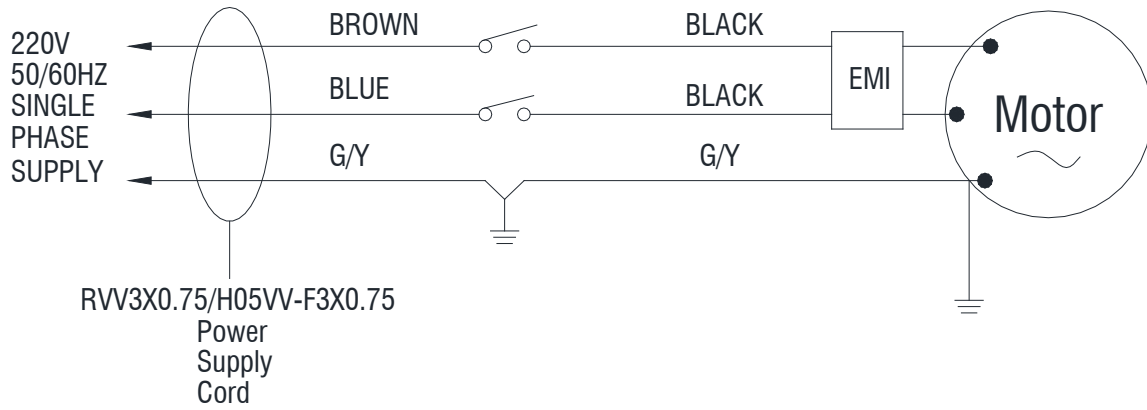 220V
50/60HZ
SINGLE
PHASE
SUPPLY
BROWN
BLACK
BLUE
BLACK
G/Y
G/Y
EMI
Motor
RVV3X0.75/H05VV-F3X0.75
Power
Supply
Cord